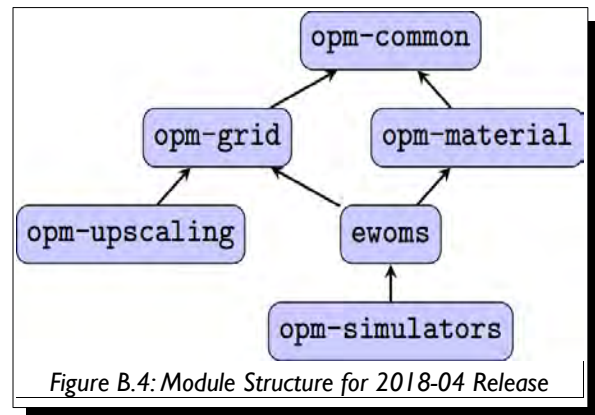 opm-common
opm-grid
opm-material
opm-upscaling
ewoms
opm-simulators
Figure B.4: Module Structure for 2018-04 Release